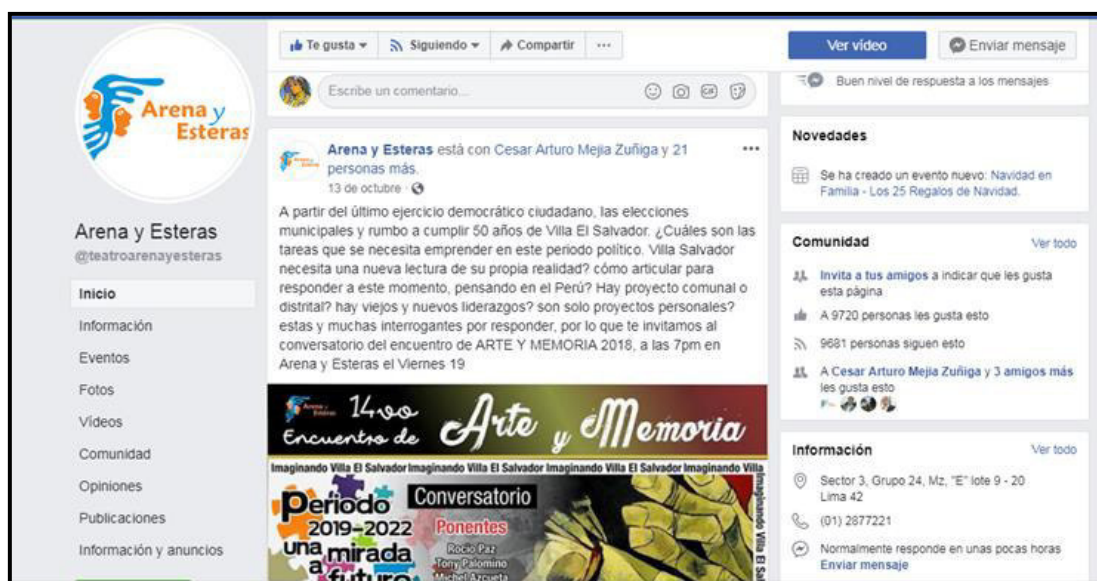 Arena y
Esteras
Arena y Esteras
@teatroarenayesteras
Inicio
Información
Eventos
Fotos
Vídeos
Comunidad
Opiniones
Publicaciones
Información y anuncios
Te gusta
Siguiendo
Compartir
Ver vídeo
Enviar mensaje
Escribe un comentario...
GIF
Arena y Esteras está con Cesar Arturo Mejia Zuñiga y 21
personas más.
13 de octubre
A partir del último ejercicio democrático ciudadano, las elecciones
municipales y rumbo a cumplir 50 años de Villa El Salvador. ¿Cuáles son las
tareas que se necesita emprender en este periodo político. Villa Salvador
necesita una nueva lectura de su propia realidad? cómo articular para
responder a este momento, pensando en el Perú? Hay proyecto comunal o
distrital? hay viejos y nuevos liderazgos? son solo proyectos personales?
estas y muchas interrogantes por responder, por lo que te invitamos al
conversatorio del encuentro de ARTE Y MEMORIA 2018, a las 7pm en
Arena y Esteras el Viernes 19
Arena y
Esteras
14voo
Encuentro de
Arte y Memoria
Imaginando Villa El Salvador Imaginando Villa El Salvador Imaginando Villa El Salvador Imaginando Villa
Imaginando Villa El Salvador
Periodo
2019-2022
una mirada
a futuro
Conversatorio
Ponentes
Rocio Paz
Tony Palomino
Michel Azcueta
Buen nivel de respuesta a los mensajes
Novedades
Se ha creado un evento nuevo: Navidad en
Familia - Los 25 Regalos de Navidad.
Comunidad
Ver todo
Invita a tus amigos a indicar que les gusta
esta página
A 9720 personas les gusta esto
9681 personas siguen esto
A Cesar Arturo Mejia Zuñiga y 3 amigos más
les gusta esto
Información
Ver todo
Sector 3, Grupo 24, Mz, "E" lote 9 - 20
Lima 42
(01) 2877221
Normalmente responde en unas pocas horas
Enviar mensaje